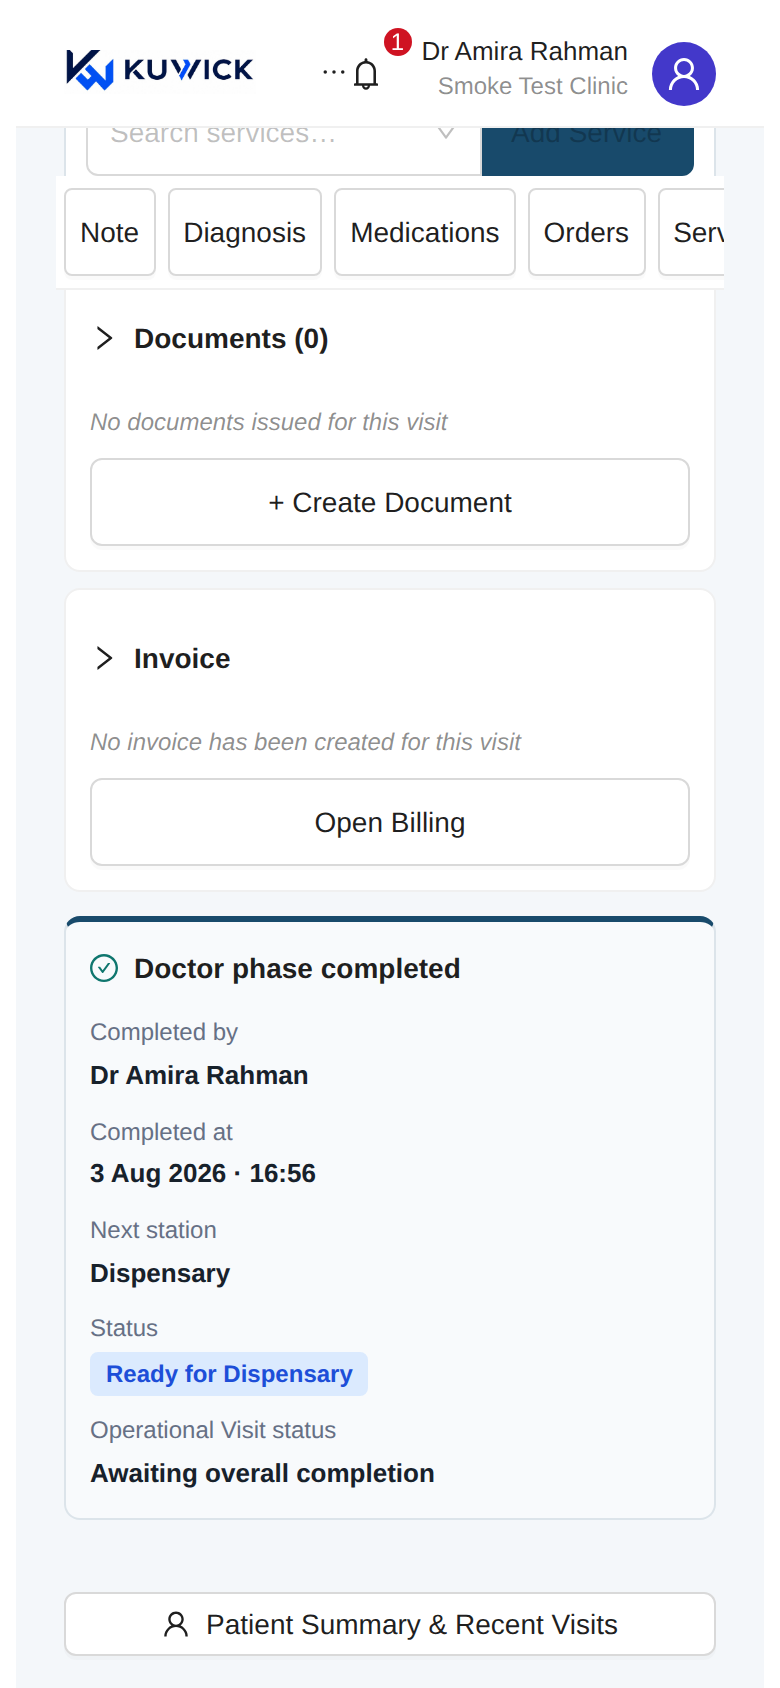 KUWICK
1
Dr Amira Rahman
Smoke Test Clinic
Search services...
Add Service
Note
Diagnosis
Medications
Orders
Serv
Documents (0)
No documents issued for this visit
+ Create Document
Invoice
No invoice has been created for this visit
Open Billing
Doctor phase completed
Completed by
Dr Amira Rahman
Completed at
3 Aug 2026 · 16:56
Next station
Dispensary
Status
Ready for Dispensary
Operational Visit status
Awaiting overall completion
Patient Summary & Recent Visits